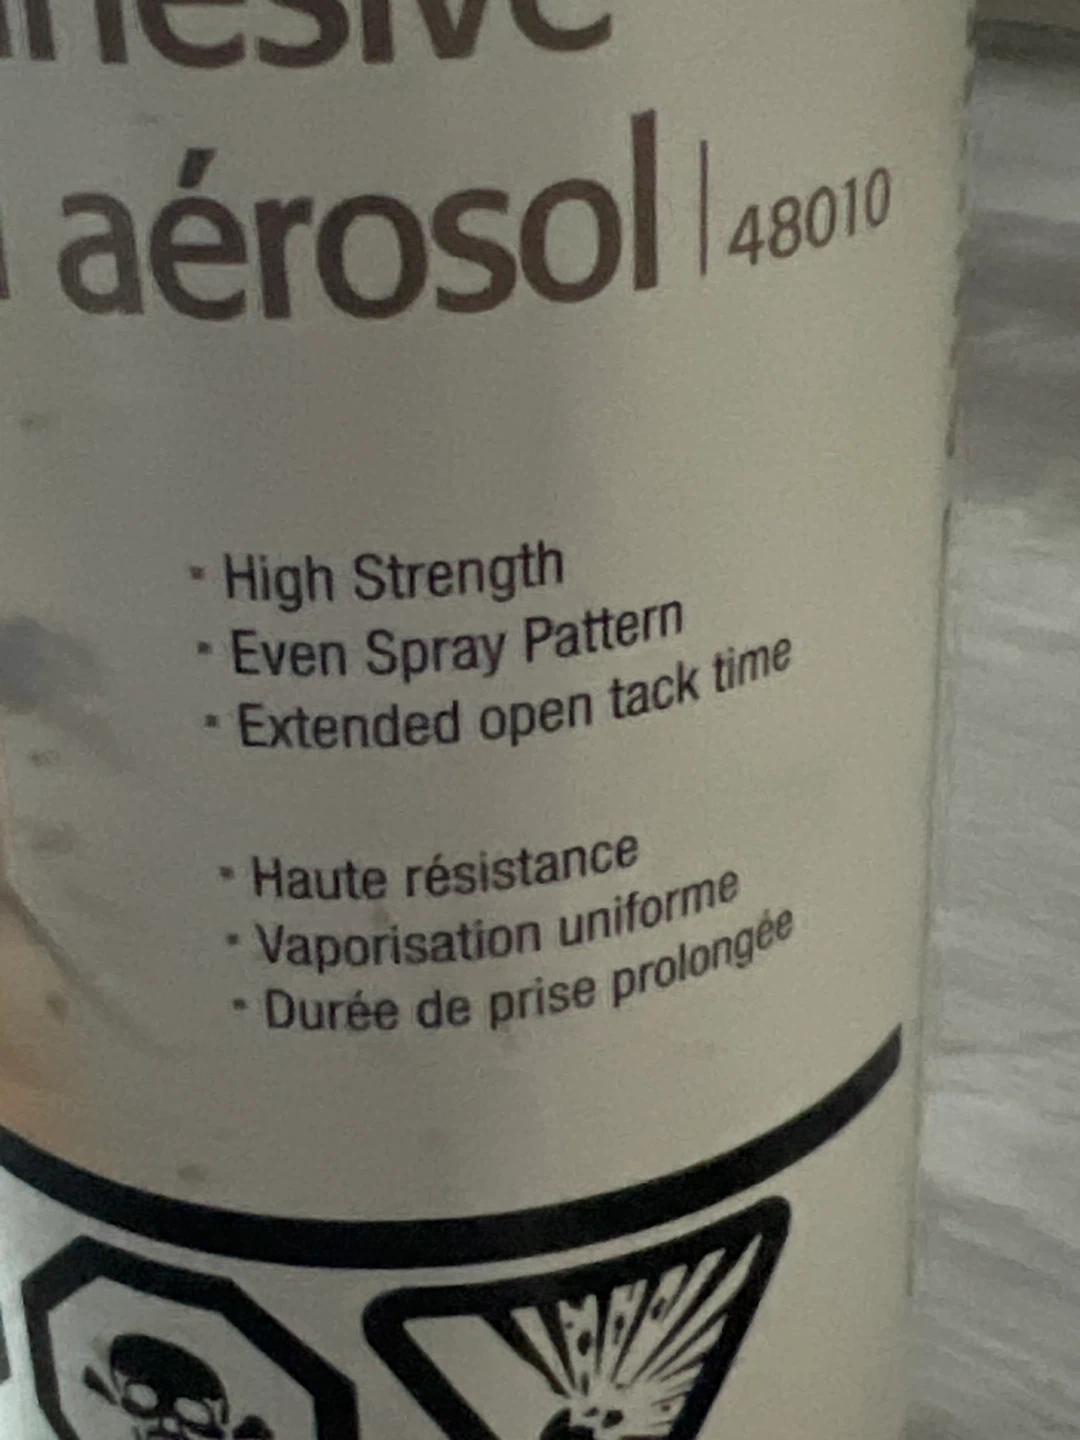 aérosol | 48010
• High Strength
• Even Spray Pattern
• Extended open tack time
• Haute résistance
• Vaporisation uniforme
• Durée de prise prolongée